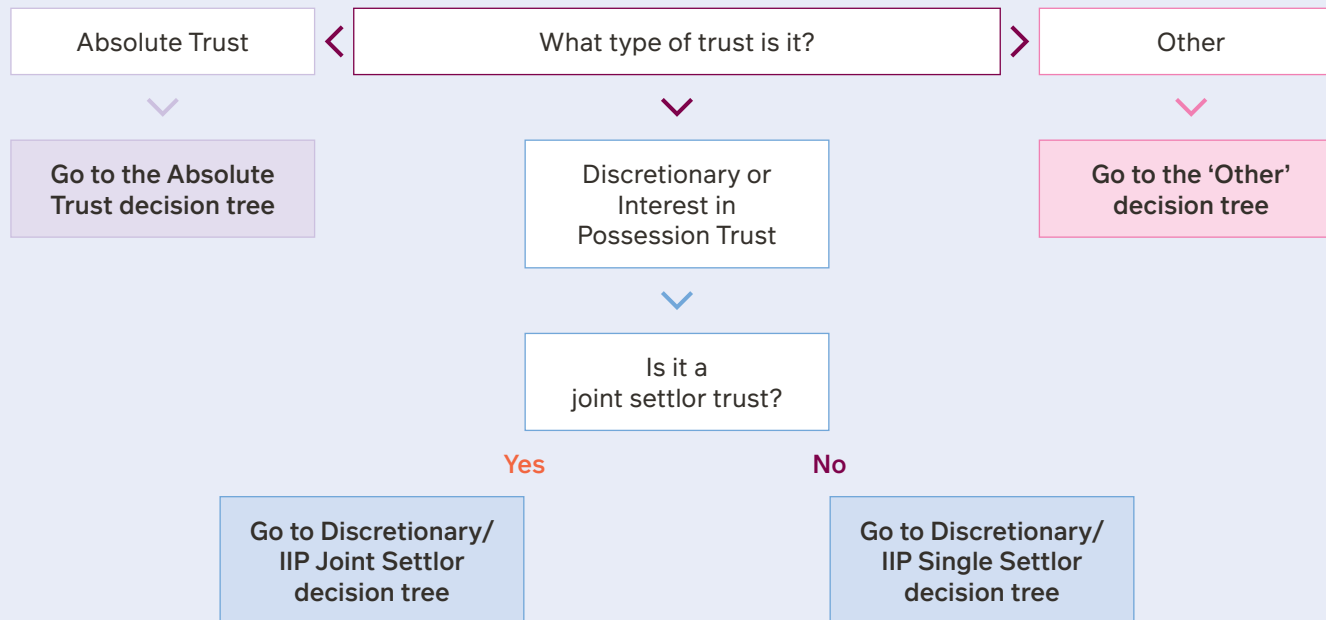 Absolute Trust
What type of trust is it?
Other
Go to the Absolute
Trust decision tree
Discretionary or
Interest in
Possession Trust
Go to the ‘Other’
decision tree
Is it a
joint settlor trust?
Yes
No
Go to Discretionary/
IIP Joint Settlor
decision tree
Go to Discretionary/
IIP Single Settlor
decision tree